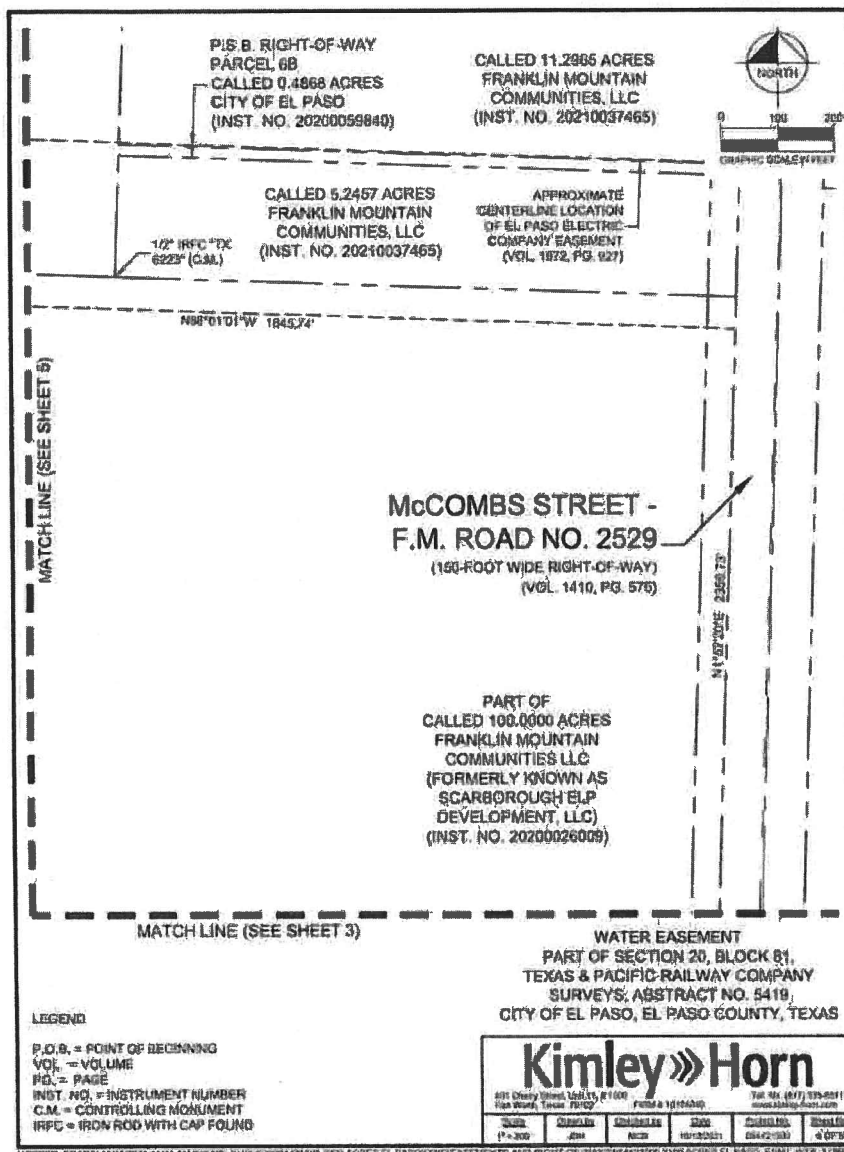 P.S.B. RIGHT-OF-WAY
PARCEL 6B
CALLED 0.4868 ACRES
CITY OF EL PASO
(INST. NO. 20200059840)
CALLED 11.2965 ACRES
FRANKLIN MOUNTAIN
COMMUNITIES, LLC
(INST. NO. 20210037465)
NORTH
0 100 200
GRAPHIC SCALE IN FEET
CALLED 5.2457 ACRES
FRANKLIN MOUNTAIN
COMMUNITIES, LLC
(INST. NO. 20210037465)
APPROXIMATE
CENTERLINE LOCATION
OF EL PASO ELECTRIC
COMPANY EASEMENT
(VOL. 1872, PG. 927)
1/2" IRFC "TX
6223" (C.M.)
N88°01'01"W 1845.74'
MATCH LINE (SEE SHEET 5)
McCOMBS STREET -
F.M. ROAD NO. 2529
(150-FOOT WIDE RIGHT-OF-WAY)
(VOL. 1410, PG. 576)
PART OF
CALLED 100.0000 ACRES
FRANKLIN MOUNTAIN
COMMUNITIES LLC
(FORMERLY KNOWN AS
SCARBOROUGH ELP
DEVELOPMENT, LLC)
(INST. NO. 20200026009)
MATCH LINE (SEE SHEET 3)
WATER EASEMENT
PART OF SECTION 20, BLOCK 81,
TEXAS & PACIFIC RAILWAY COMPANY
SURVEYS, ABSTRACT NO. 5419,
CITY OF EL PASO, EL PASO COUNTY, TEXAS
LEGEND
P.O.B. = POINT OF BEGINNING
VOL. = VOLUME
PG. = PAGE
INST. NO. = INSTRUMENT NUMBER
C.M. = CONTROLLING MONUMENT
IRFC = IRON ROD WITH CAP FOUND
Kimley»Horn
Scale Drawn by Checked by Date Project No.